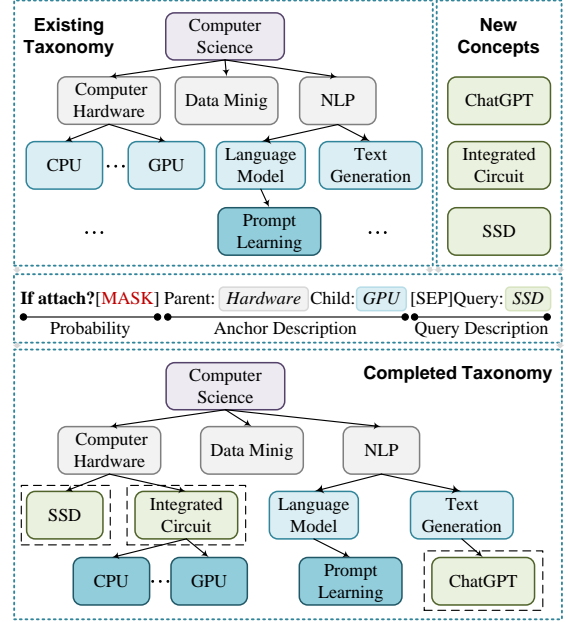 Existing
Taxonomy
Computer
Science
New
Concepts
Computer
Hardware
Data Minig
NLP
ChatGPT
CPU
...
GPU
Language
Model
Text
Generation
Integrated
Circuit
...
Prompt
Learning
...
SSD
If attach?[MASK] Parent: Hardware Child: GPU [SEP]Query: SSD
Probability
Anchor Description
Query Description
Computer
Science
Completed Taxonomy
Computer
Hardware
Data Minig
NLP
SSD
Integrated
Circuit
Language
Model
Text
Generation
CPU
...
GPU
Prompt
Learning
ChatGPT